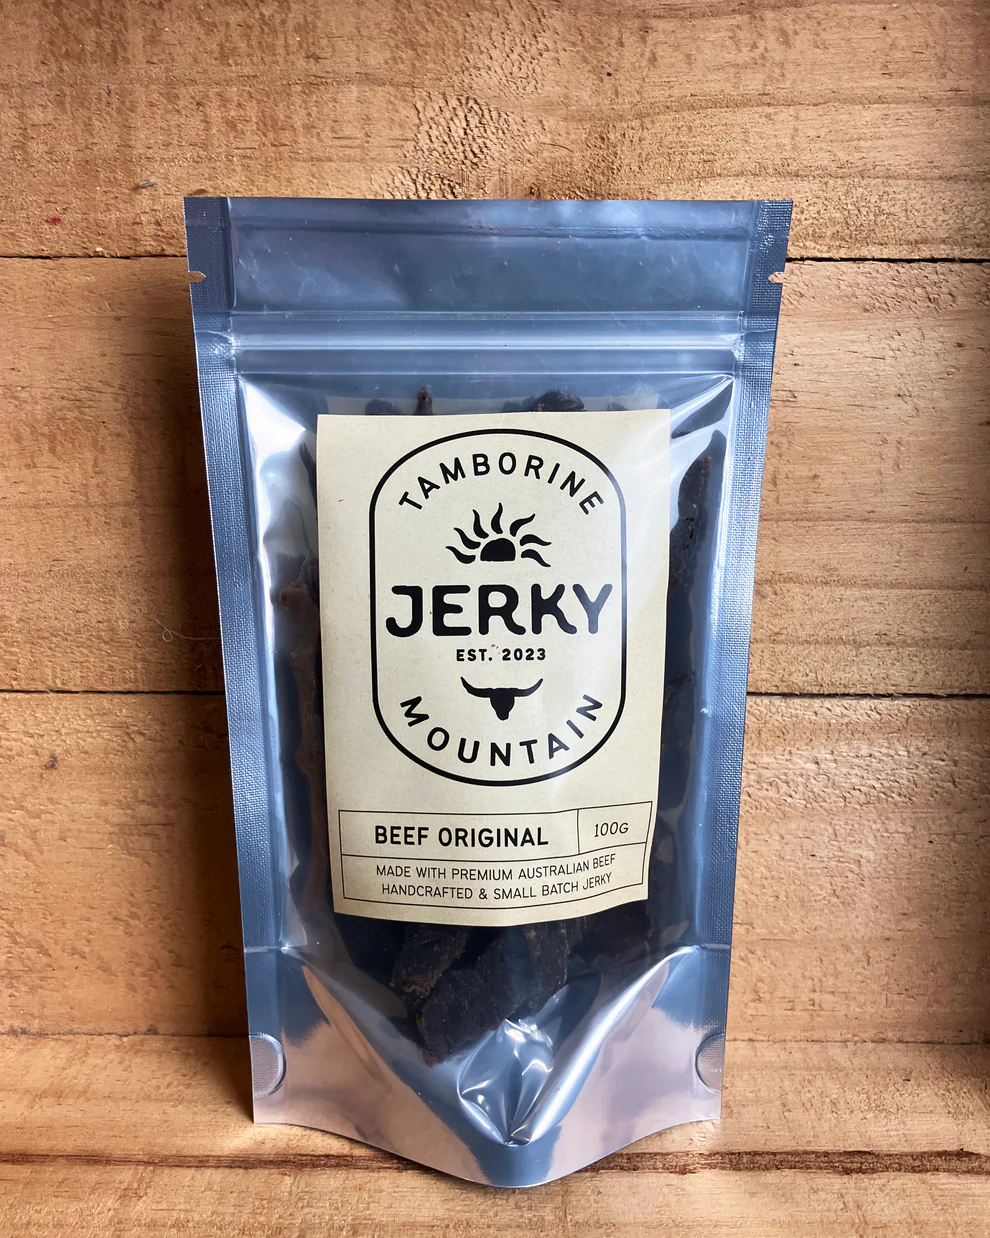 TAMBORINE
JERKY
EST. 2023
MOUNTAIN
BEEF ORIGINAL
100G
MADE WITH PREMIUM AUSTRALIAN BEEF
HANDCRAFTED & SMALL BATCH JERKY